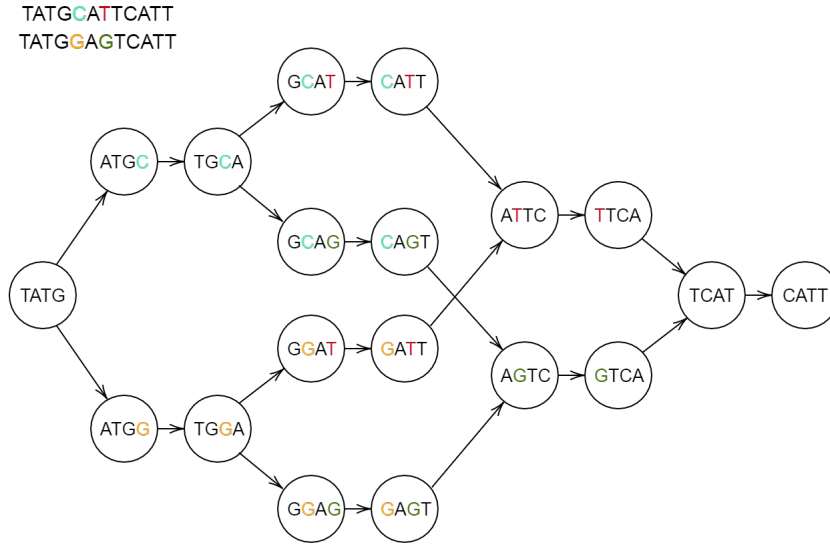 TATGCATTCATT
TATGGAGTCATT
GCAT
CATT
ATGC
TGCA
GCAG
CAGT
ATTC
TTCA
TATG
TCAT
CATT
GGAT
GATT
AGTC
GTCA
ATGG
TGGA
GGAG
GAGT